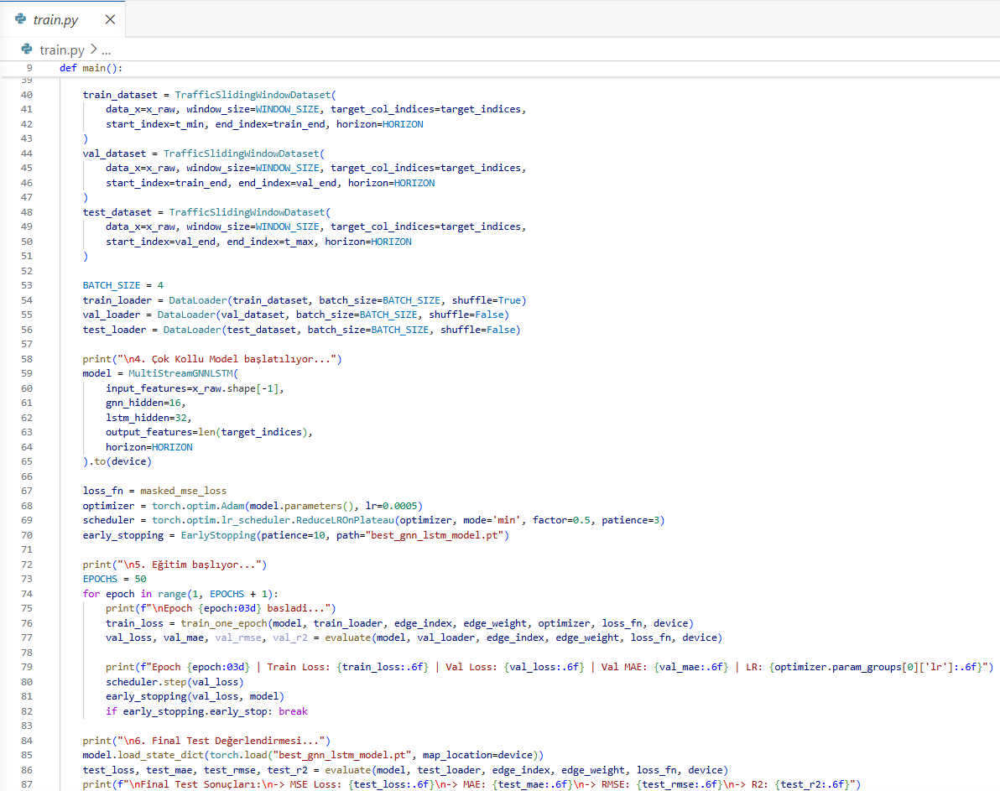 train.py
train.py > ...
9 def main():
39
40 train_dataset = TrafficSlidingWindowDataset(
41 data_x=x_raw, window_size=WINDOW_SIZE, target_col_indices=target_indices,
42 start_index=t_min, end_index=train_end, horizon=HORIZON
43 )
44 val_dataset = TrafficSlidingWindowDataset(
45 data_x=x_raw, window_size=WINDOW_SIZE, target_col_indices=target_indices,
46 start_index=train_end, end_index=val_end, horizon=HORIZON
47 )
48 test_dataset = TrafficSlidingWindowDataset(
49 data_x=x_raw, window_size=WINDOW_SIZE, target_col_indices=target_indices,
50 start_index=val_end, end_index=t_max, horizon=HORIZON
51 )
52
53 BATCH_SIZE = 4
54 train_loader = DataLoader(train_dataset, batch_size=BATCH_SIZE, shuffle=True)
55 val_loader = DataLoader(val_dataset, batch_size=BATCH_SIZE, shuffle=False)
56 test_loader = DataLoader(test_dataset, batch_size=BATCH_SIZE, shuffle=False)
57
58 print("\n4. Çok Kollu Model başlatılıyor...")
59 model = MultiStreamGNNLSTM(
60 input_features=x_raw.shape[-1],
61 gnn_hidden=16,
62 lstm_hidden=32,
63 output_features=len(target_indices),
64 horizon=HORIZON
65 ).to(device)
66
67 loss_fn = masked_mse_loss
68 optimizer = torch.optim.Adam(model.parameters(), lr=0.0005)
69 scheduler = torch.optim.lr_scheduler.ReduceLROnPlateau(optimizer, mode='min', factor=0.5, patience=3)
70 early_stopping = EarlyStopping(patience=10, path="best_gnn_lstm_model.pt")
71
72 print("\n5. Eğitim başlıyor...")
73 EPOCHS = 50
74 for epoch in range(1, EPOCHS + 1):
75 print(f"\nEpoch {epoch:03d} basladi...")
76 train_loss = train_one_epoch(model, train_loader, edge_index, edge_weight, optimizer, loss_fn, device)
77 val_loss, val_mae, val_rmse, val_r2 = evaluate(model, val_loader, edge_index, edge_weight, loss_fn, device)
78
79 print(f"Epoch {epoch:03d} | Train Loss: {train_loss:.6f} | Val Loss: {val_loss:.6f} | Val MAE: {val_mae:.6f} | LR: {optimizer.param_groups[0]['lr']:.6f}")
80 scheduler.step(val_loss)
81 early_stopping(val_loss, model)
82 if early_stopping.early_stop: break
83
84 print("\n6. Final Test Değerlendirmesi...")
85 model.load_state_dict(torch.load("best_gnn_lstm_model.pt", map_location=device))
86 test_loss, test_mae, test_rmse, test_r2 = evaluate(model, test_loader, edge_index, edge_weight, loss_fn, device)
87 print(f"\nFinal Test Sonuçları:\n-> MSE Loss: {test_loss:.6f}\n-> MAE: {test_mae:.6f}\n-> RMSE: {test_rmse:.6f}\n-> R2: {test_r2:.6f}")